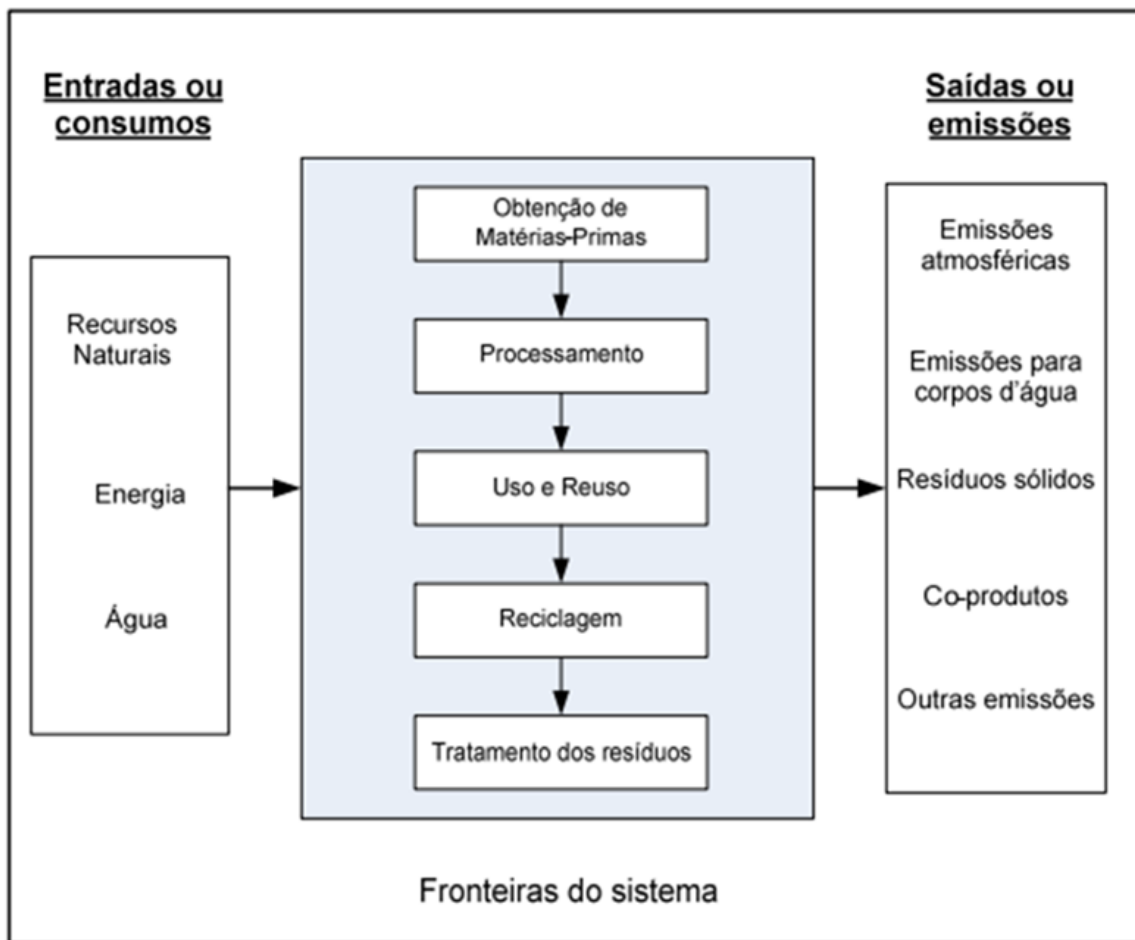 Entradas ou
consumos
Recursos
Naturais
Energia
Água
Obtenção de
Matérias-Primas
Processamento
Uso e Reuso
Reciclagem
Tratamento dos resíduos
Saídas ou
emissões
Emissões
atmosféricas
Emissões para
corpos d'água
Resíduos sólidos
Co-produtos
Outras emissões
Fronteiras do sistema